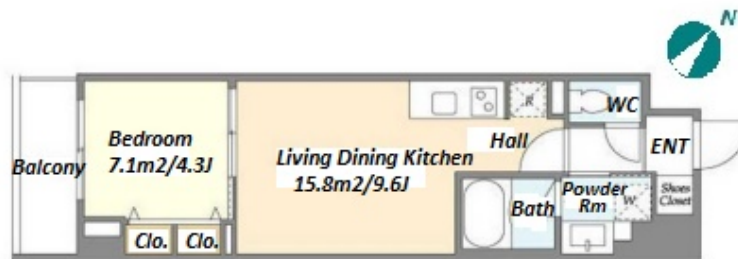 N
WC
R
Bedroom
7.1m2/4.3J
Hall
ENT
Balcony
Living Dining Kitchen
15.8m2/9.6J
Powder
Rm
Bath
W
Shoes
Closet
Clo.
Clo.